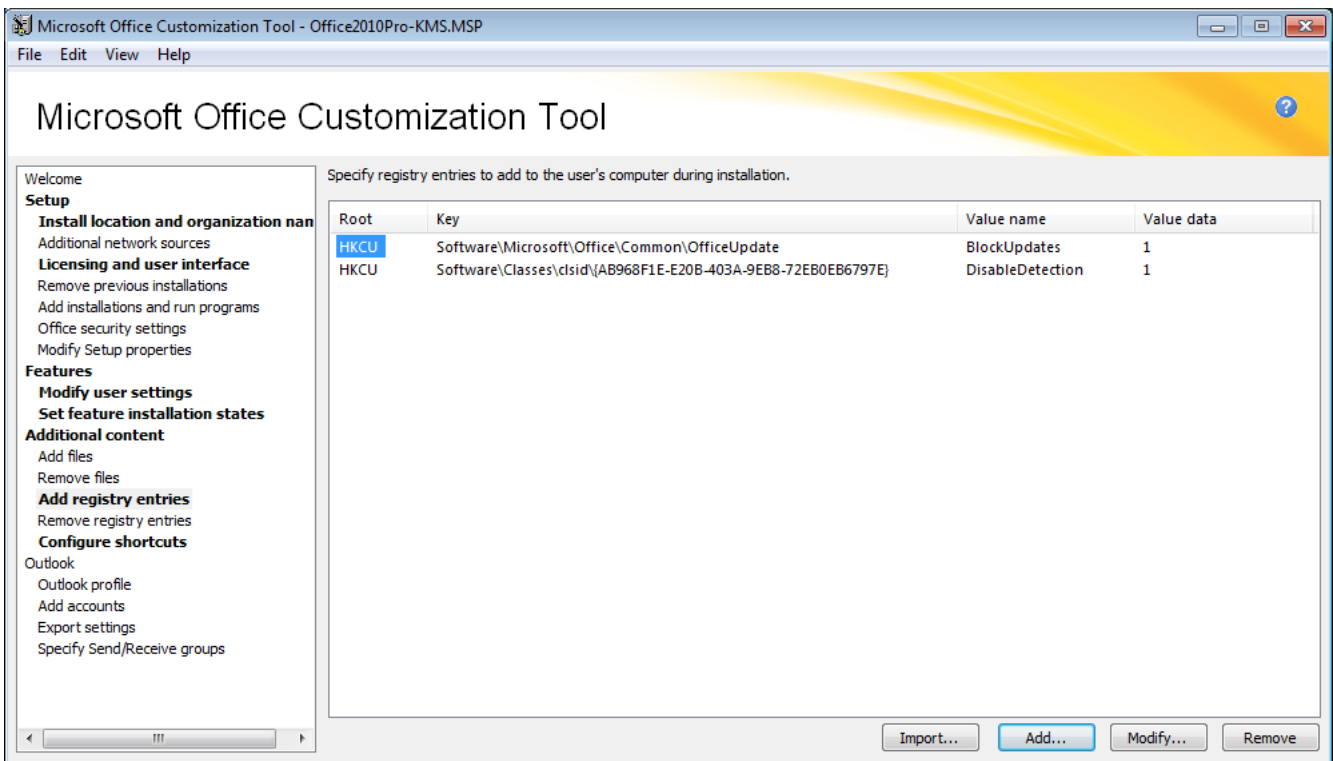 Microsoft Office Customization Tool - Office2010Pro-KMS.MSP
File Edit View Help
Microsoft Office Customization Tool
?
Welcome
Setup
Install location and organization nan
Additional network sources
Licensing and user interface
Remove previous installations
Add installations and run programs
Office security settings
Modify Setup properties
Features
Modify user settings
Set feature installation states
Additional content
Add files
Remove files
Add registry entries
Remove registry entries
Configure shortcuts
Outlook
Outlook profile
Add accounts
Export settings
Specify Send/Receive groups
Specify registry entries to add to the user's computer during installation.
Root Key Value name Value data
HKCU Software\Microsoft\Office\Common\OfficeUpdate BlockUpdates 1
HKCU Software\Classes\clsid\{AB968F1E-E20B-403A-9EB8-72EB0EB6797E} DisableDetection 1
Import... Add... Modify... Remove